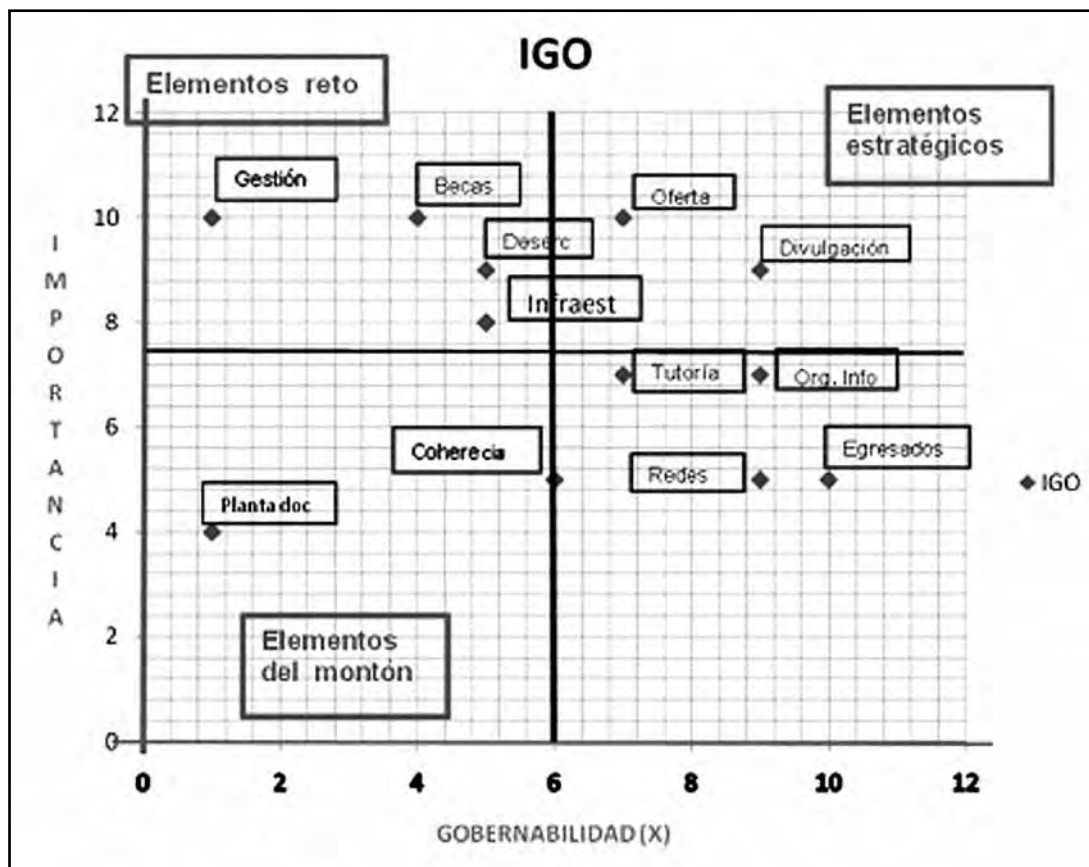 IGO
Elementos reto
Elementos
estratégicos
12
Gestión
Becas
Oferta
10
Deserc
Divulgación
Infraest
8
Tutoría
Org. Info
6
Coherecia
Redes
Egresados
IGO
Planta doc
4
Elementos
del montón
2
0
0 2 4 6 8 10 12
GOBERNABILIDAD (X)
IMPORTANCIA